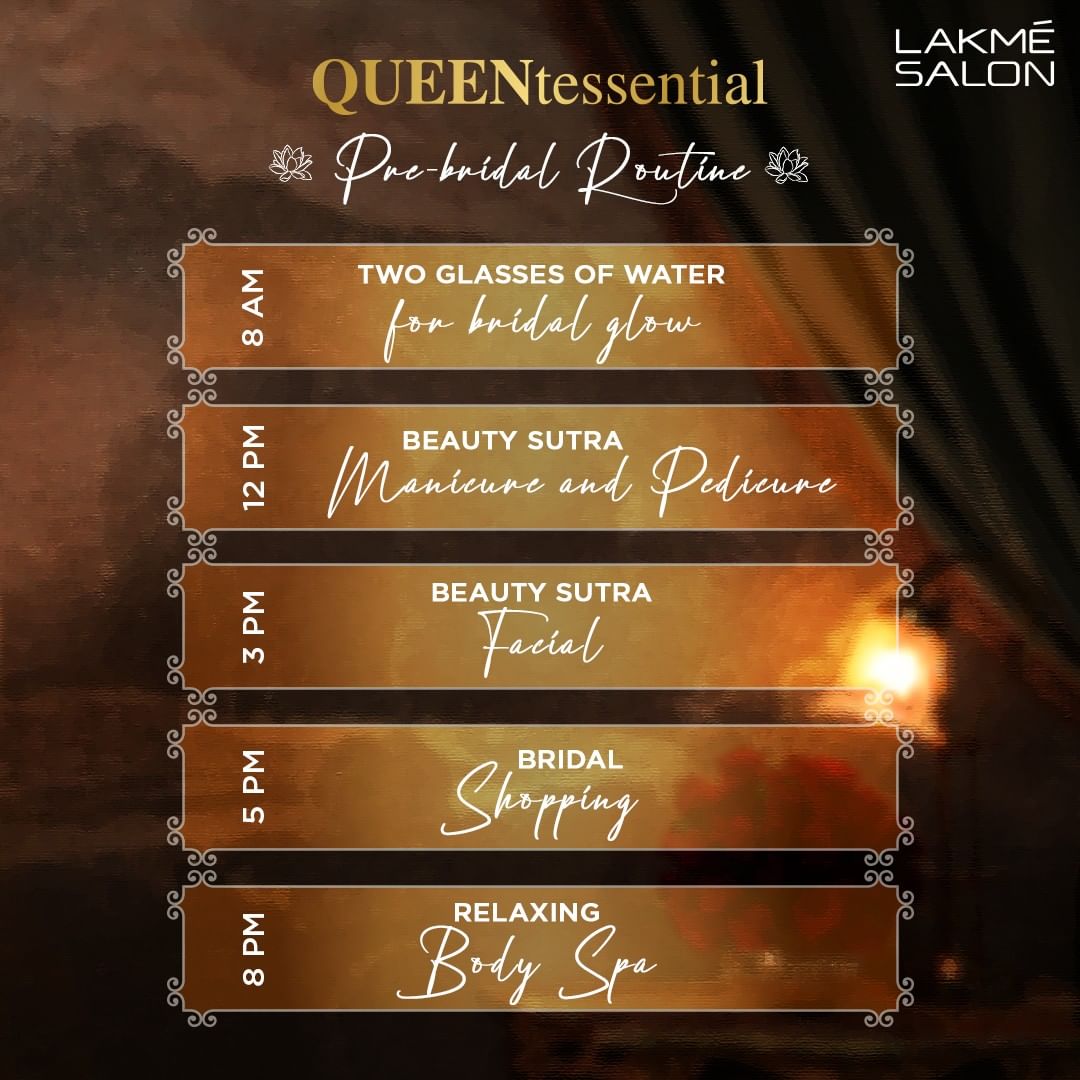 LAKMÉ
SALON
QUEENtessential
Pre-bridal Routine
8 AM
TWO GLASSES OF WATER
for bridal glow
12 PM
BEAUTY SUTRA
Manicure and Pedicure
3 PM
BEAUTY SUTRA
Facial
5 PM
BRIDAL
Shopping
8 PM
RELAXING
Body Spa